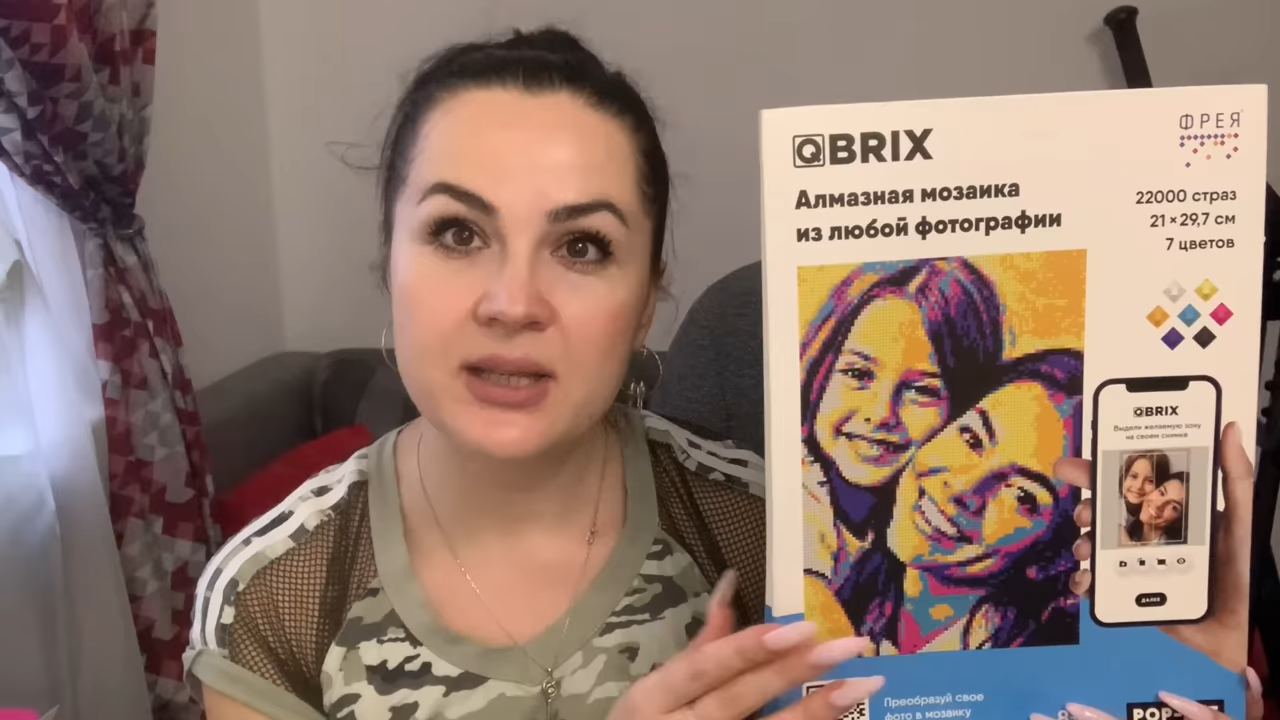 QBRIX
ФРЕЯ
Алмазная мозаика
из любой фотографии
22000 страз
21 × 29,7 см
7 цветов
QBRIX
Выдели желаемую зону
на своем снимке
ДАЛЕЕ
Преобразуй свое
фото в мозаику